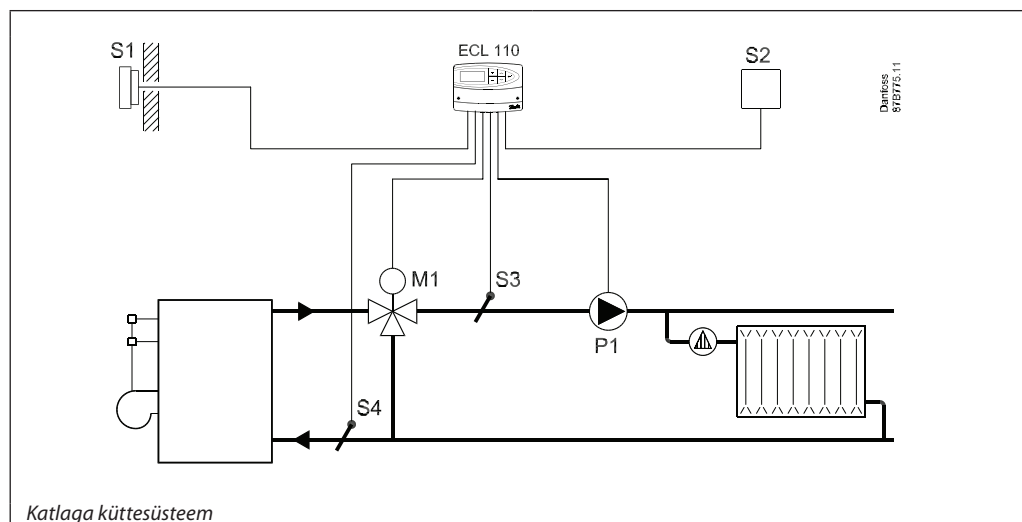 S1
ECL 110
S2
Danfoss
87B775.11
M1
S3
P1
S4
Katlaga küttesüsteem